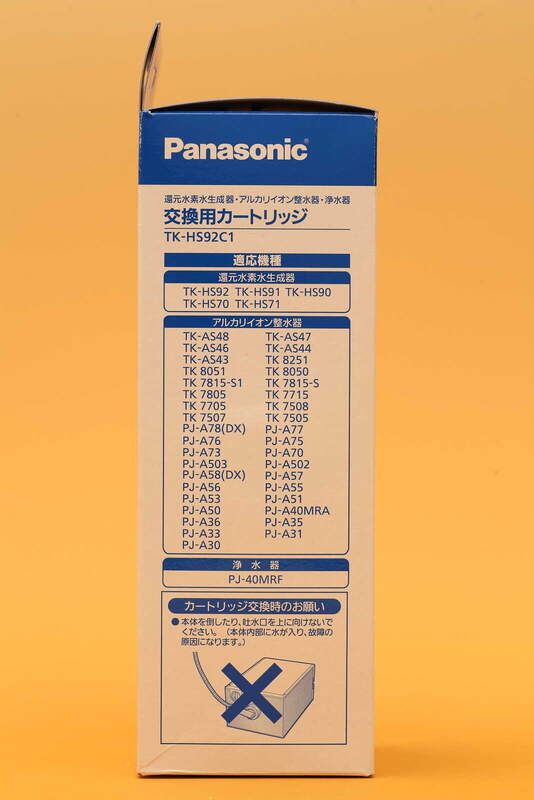 Panasonic
還元水素水生成器・アルカリイオン整水器・浄水器
交換用カートリッジ
TK-HS92C1
適応機種
還元水素水生成器
TK-HS92 TK-HS91 TK-HS90
TK-HS70 TK-HS71
アルカリイオン整水器
TK-AS48 TK-AS47
TK-AS46 TK-AS44
TK-AS43 TK 8251
TK 8051 TK 8050
TK 7815-S1 TK 7815-S
TK 7805 TK 7715
TK 7705 TK 7508
TK 7507 TK 7505
PJ-A78(DX) PJ-A77
PJ-A76 PJ-A75
PJ-A73 PJ-A70
PJ-A503 PJ-A502
PJ-A58(DX) PJ-A57
PJ-A56 PJ-A55
PJ-A53 PJ-A51
PJ-A50 PJ-A40MRA
PJ-A36 PJ-A35
PJ-A33 PJ-A31
PJ-A30
浄水器
PJ-40MRF
カートリッジ交換時のお願い
●本体を倒したり、吐水口を上に向けないで
ください。（本体内部に水が入り、故障の
原因になります。）